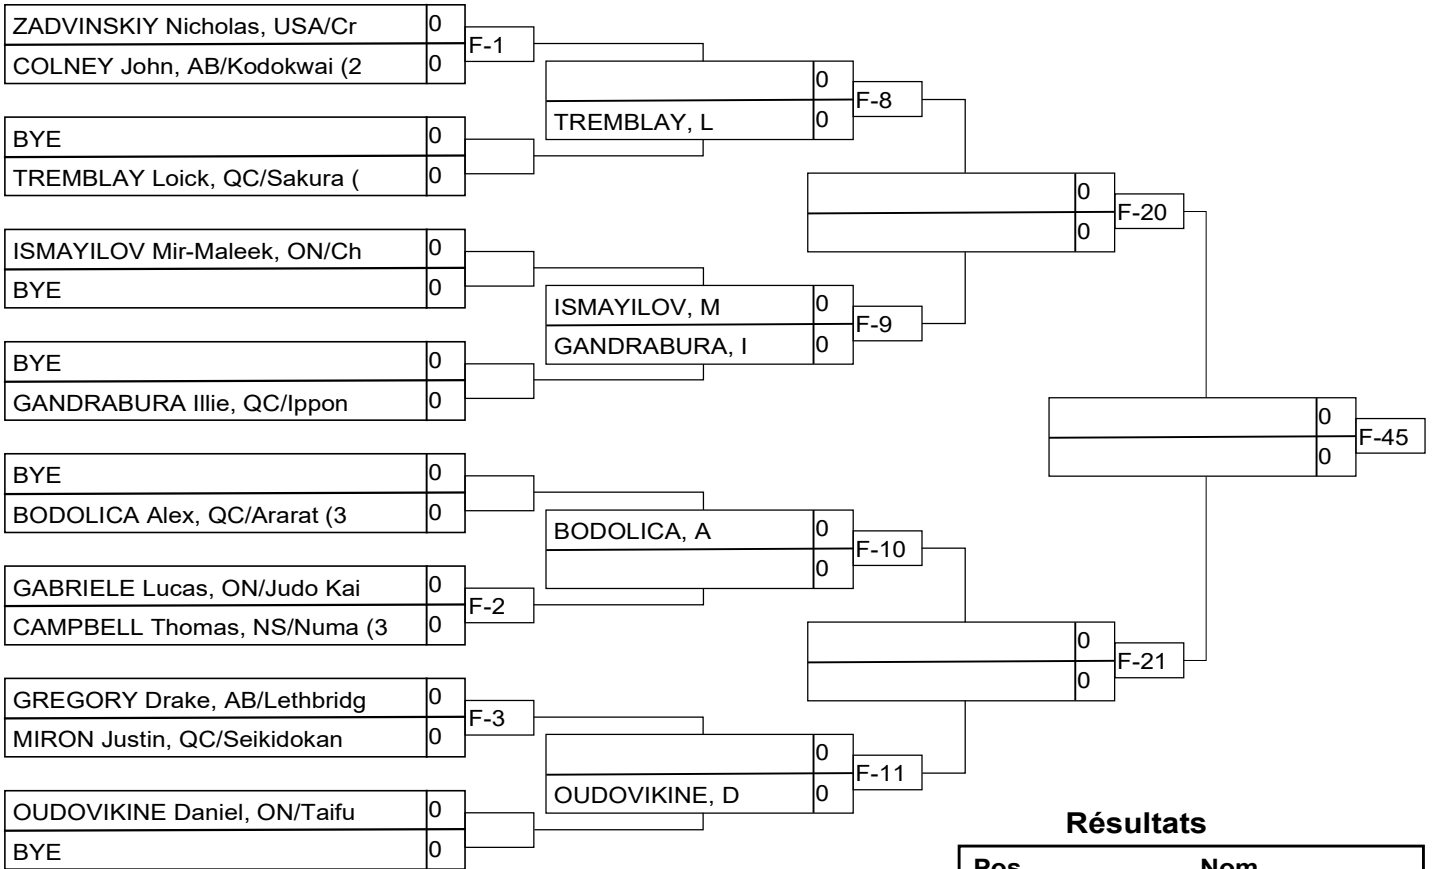 ZADVINSKIY Nicholas, USA/Cr 0
COLNEY John, AB/Kodokwai (2 0
F-1
BYE 0
TREMBLAY Loick, QC/Sakura ( 0
ISMAYILOV Mir-Maleek, ON/Ch 0
BYE 0
BYE 0
GANDRABURA Illie, QC/Ippon 0
BYE 0
BODOLICA Alex, QC/Ararat (3 0
GABRIELE Lucas, ON/Judo Kai 0
CAMPBELL Thomas, NS/Numa (3 0
F-2
GREGORY Drake, AB/Lethbridg 0
MIRON Justin, QC/Seikidokan 0
F-3
OUDOVIKINE Daniel, ON/Taifu 0
BYE 0
0
TREMBLAY, L 0
F-8
ISMAYILOV, M 0
GANDRABURA, I 0
F-9
BODOLICA, A 0
0
F-10
0
OUDOVIKINE, D 0
F-11
0
0
F-20
0
0
F-21
0
0
F-45
Résultats
Pos Nom